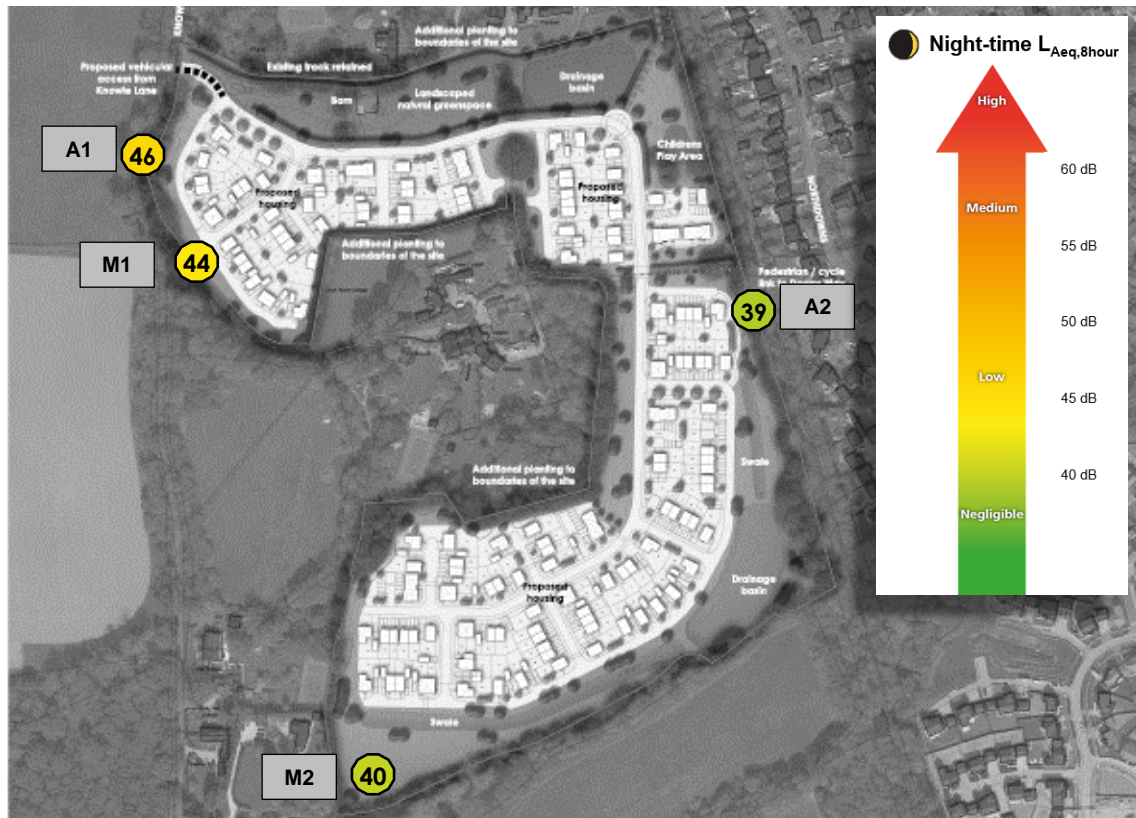 KNOW
Additional planting to
boundaries of the site
Proposed vehicular
access from
Knowle Lane
Existing track retained
Barn
Landscaped
natural greenspace
Drainage
basin
Childrens
Play Area
A1
46
M1
44
Proposed
housing
Proposed
housing
Additional planting to
boundaries of the site
Pedestrian / cycle
39
A2
Additional planting to
boundaries of the site
Swale
Proposed
housing
Drainage
basin
Swale
M2
40
Night-time LAeq,8hour
High
60 dB
Medium
55 dB
50 dB
Low
45 dB
40 dB
Negligible